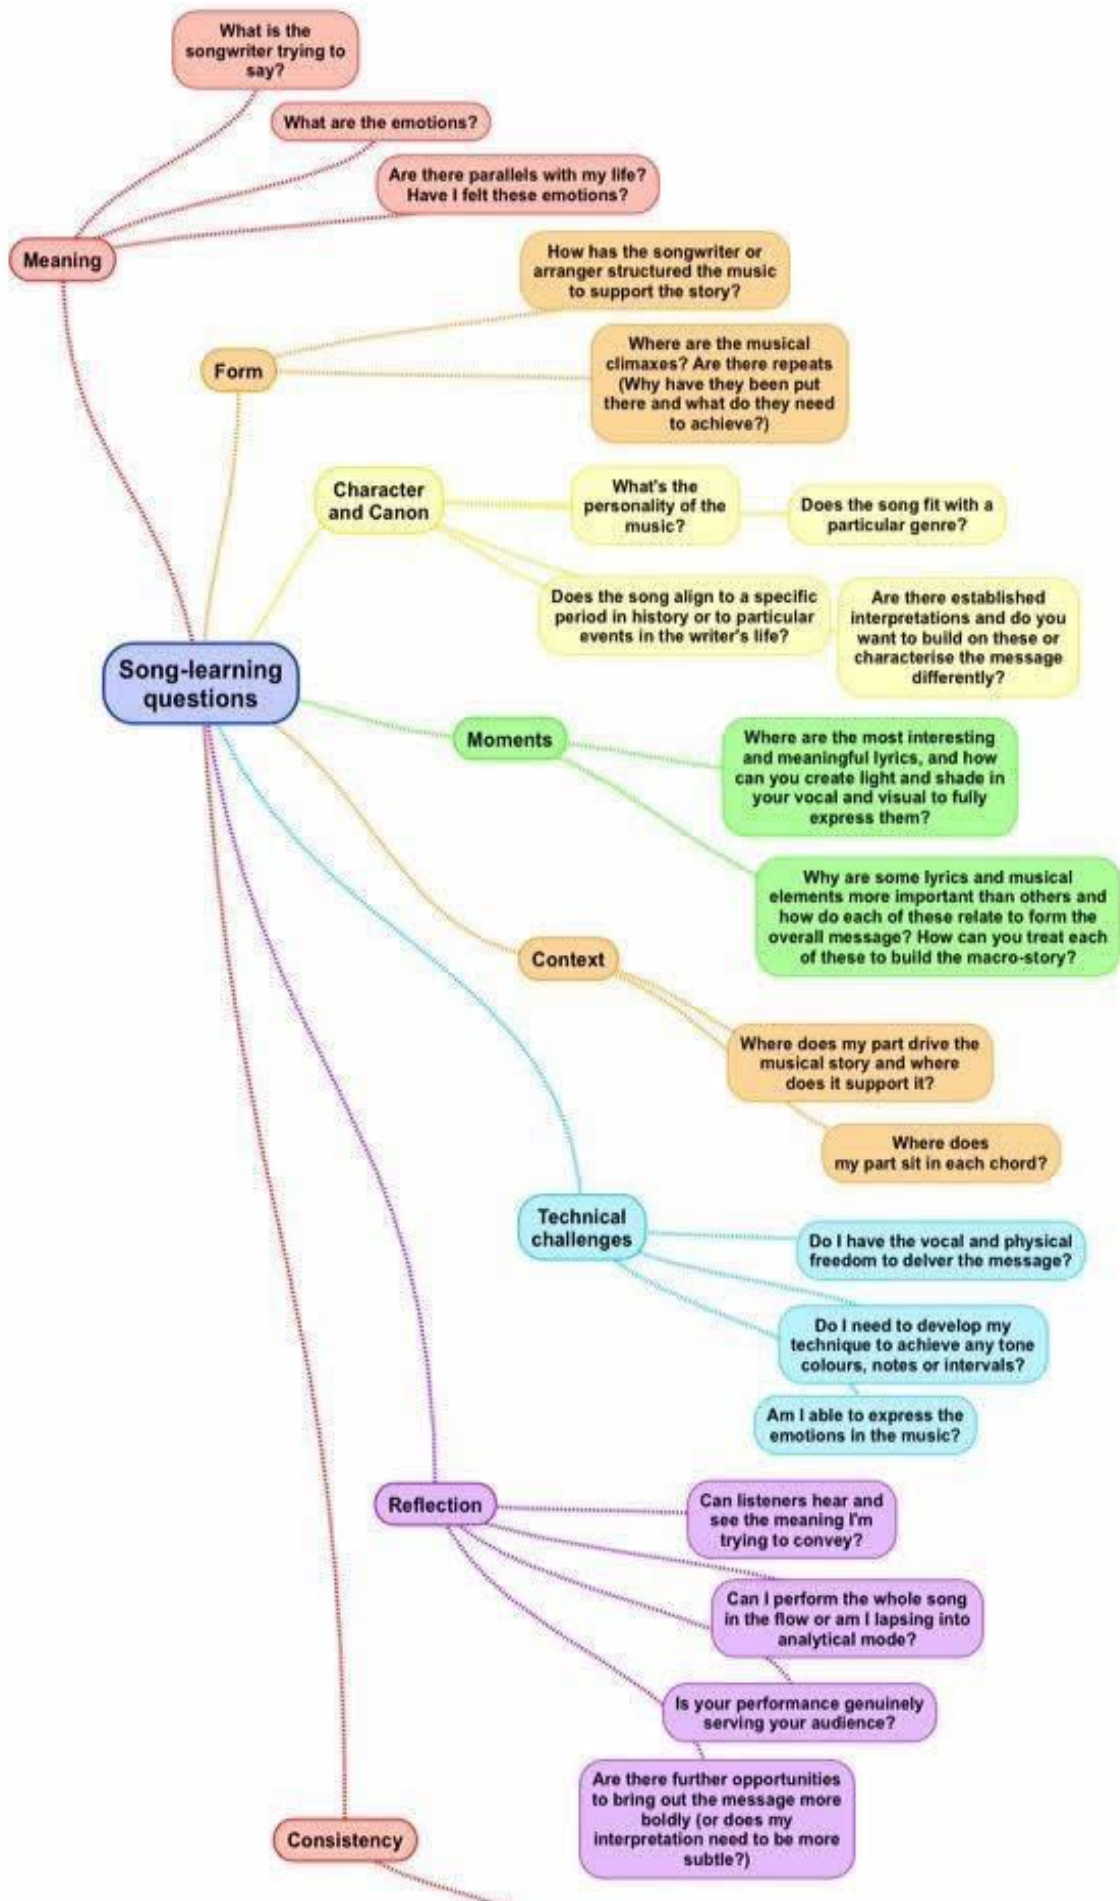 What is the
songwriter trying to
say?
What are the emotions?
Are there parallels with my life?
Have I felt these emotions?
Meaning
How has the songwriter or
arranger structured the music
to support the story?
Form
Where are the musical
climaxes? Are there repeats
(Why have they been put
there and what do they need
to achieve?)
Character
and Canon
What's the
personality of the
music?
Does the song fit with a
particular genre?
Does the song align to a specific
period in history or to particular
events in the writer's life?
Are there established
interpretations and do you
want to build on these or
characterise the message
differently?
Song-learning
questions
Moments
Where are the most interesting
and meaningful lyrics, and how
can you create light and shade in
your vocal and visual to fully
express them?
Why are some lyrics and musical
elements more important than others and
how do each of these relate to form the
overall message? How can you treat each
of these to build the macro-story?
Context
Where does my part drive the
musical story and where
does it support it?
Where does
my part sit in each chord?
Technical
challenges
Do I have the vocal and physical
freedom to delver the message?
Do I need to develop my
technique to achieve any tone
colours, notes or intervals?
Am I able to express the
emotions in the music?
Reflection
Can listeners hear and
see the meaning I'm
trying to convey?
Can I perform the whole song
in the flow or am I lapsing into
analytical mode?
Is your performance genuinely
serving your audience?
Are there further opportunities
to bring out the message more
boldly (or does my
interpretation need to be more
subtle?)
Consistency